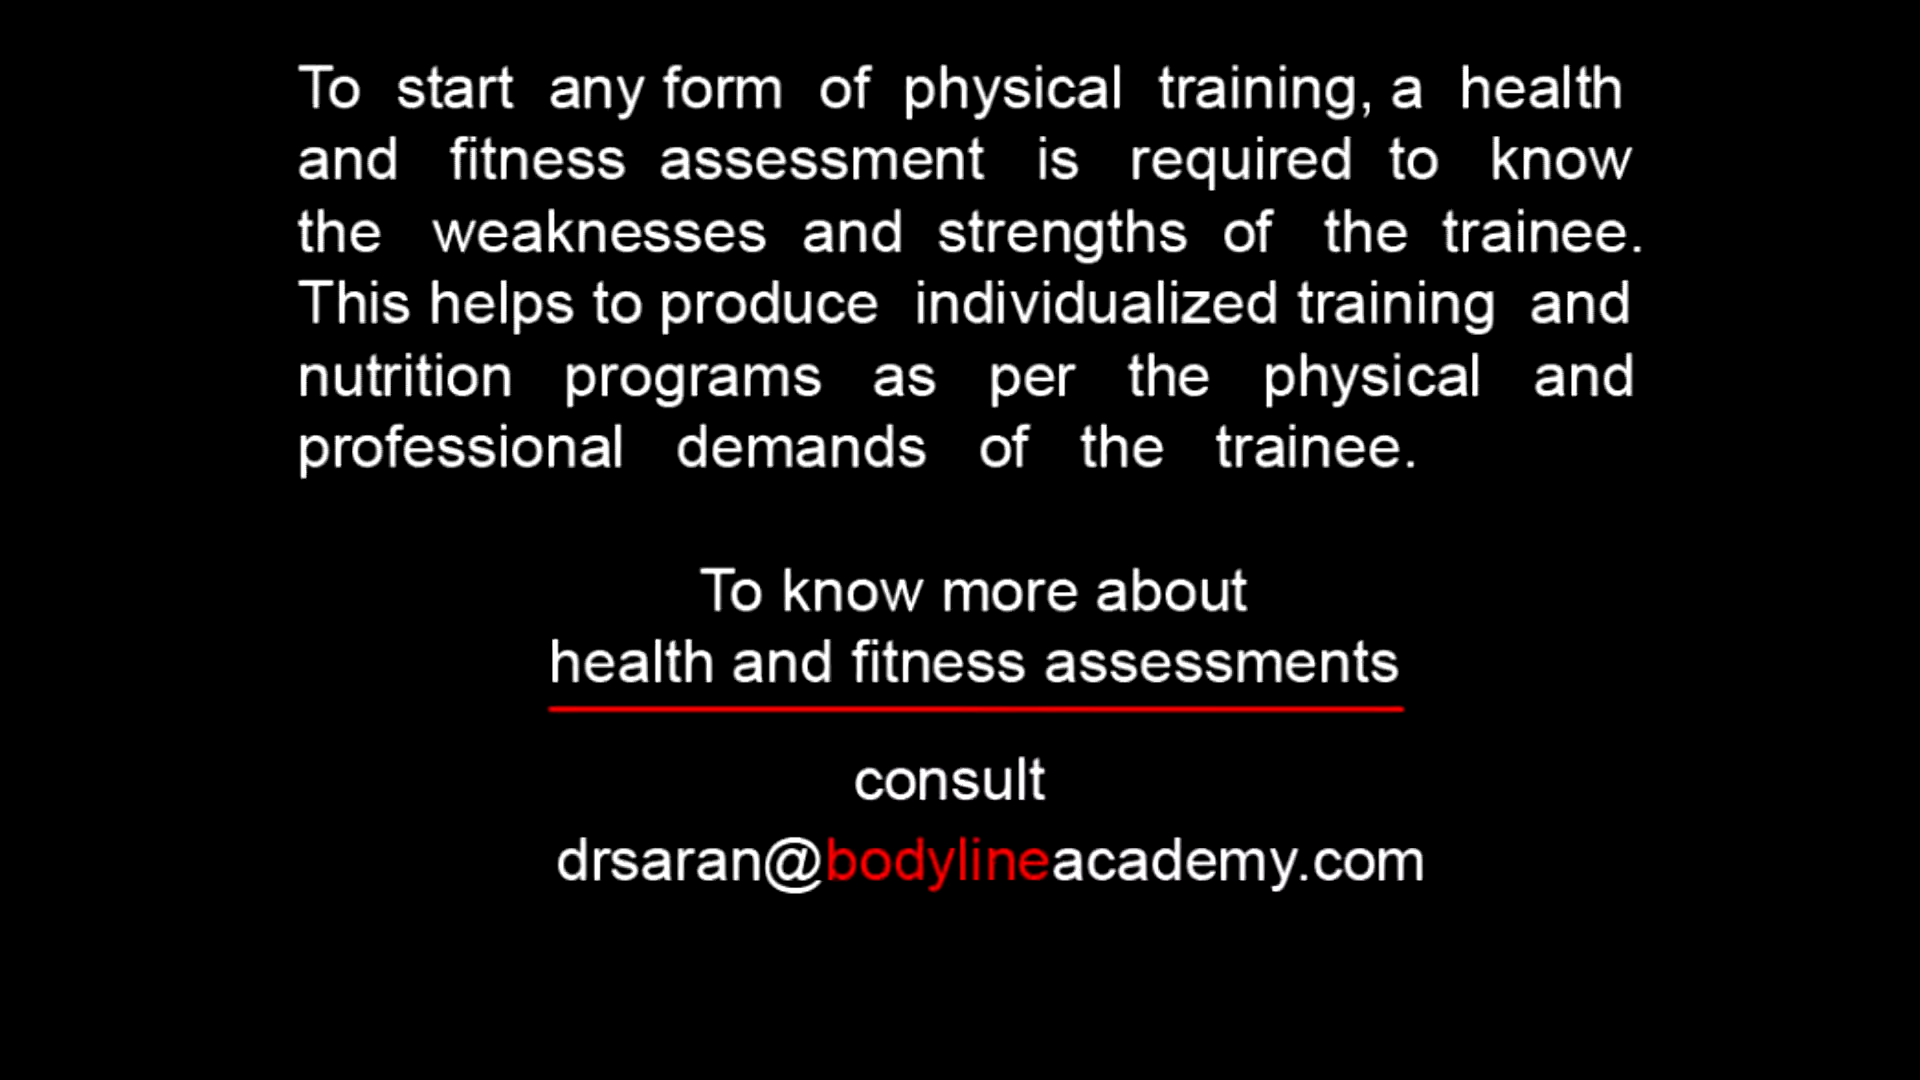 To start any form of physical training, a health
and fitness assessment is required to know
the weaknesses and strengths of the trainee.
This helps to produce individualized training and
nutrition programs as per the physical and
professional demands of the trainee.
To know more about
health and fitness assessments
consult
drsaran@bodylineacademy.com